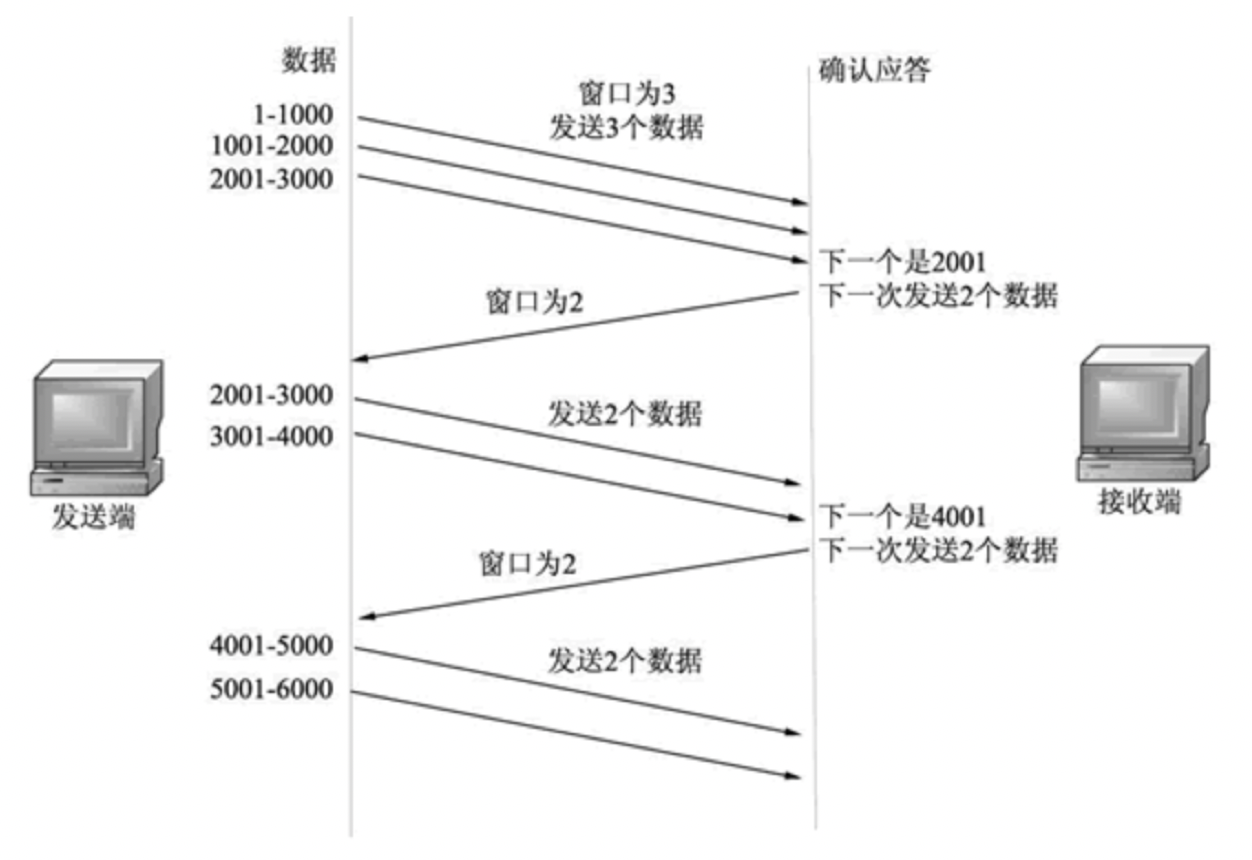 数据
确认应答
窗口为3
发送3个数据
1-1000
1001-2000
2001-3000
下一个是2001
下一次发送2个数据
窗口为2
2001-3000
发送2个数据
3001-4000
发送端
接收端
下一个是4001
下一次发送2个数据
窗口为2
4001-5000
发送2个数据
5001-6000